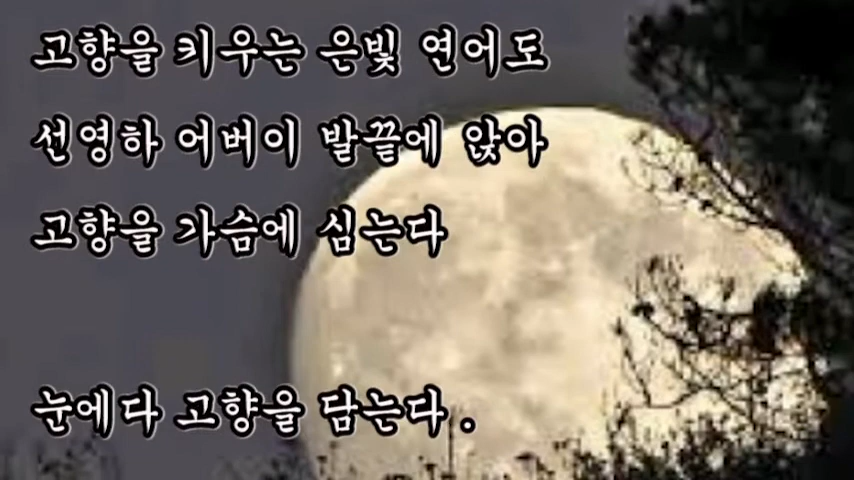 고향을 키우는 은빛 연어도
선영하 어버이 발끝에 앉아
고향을 가슴에 심는다
눈에다 고향을 담는다 .